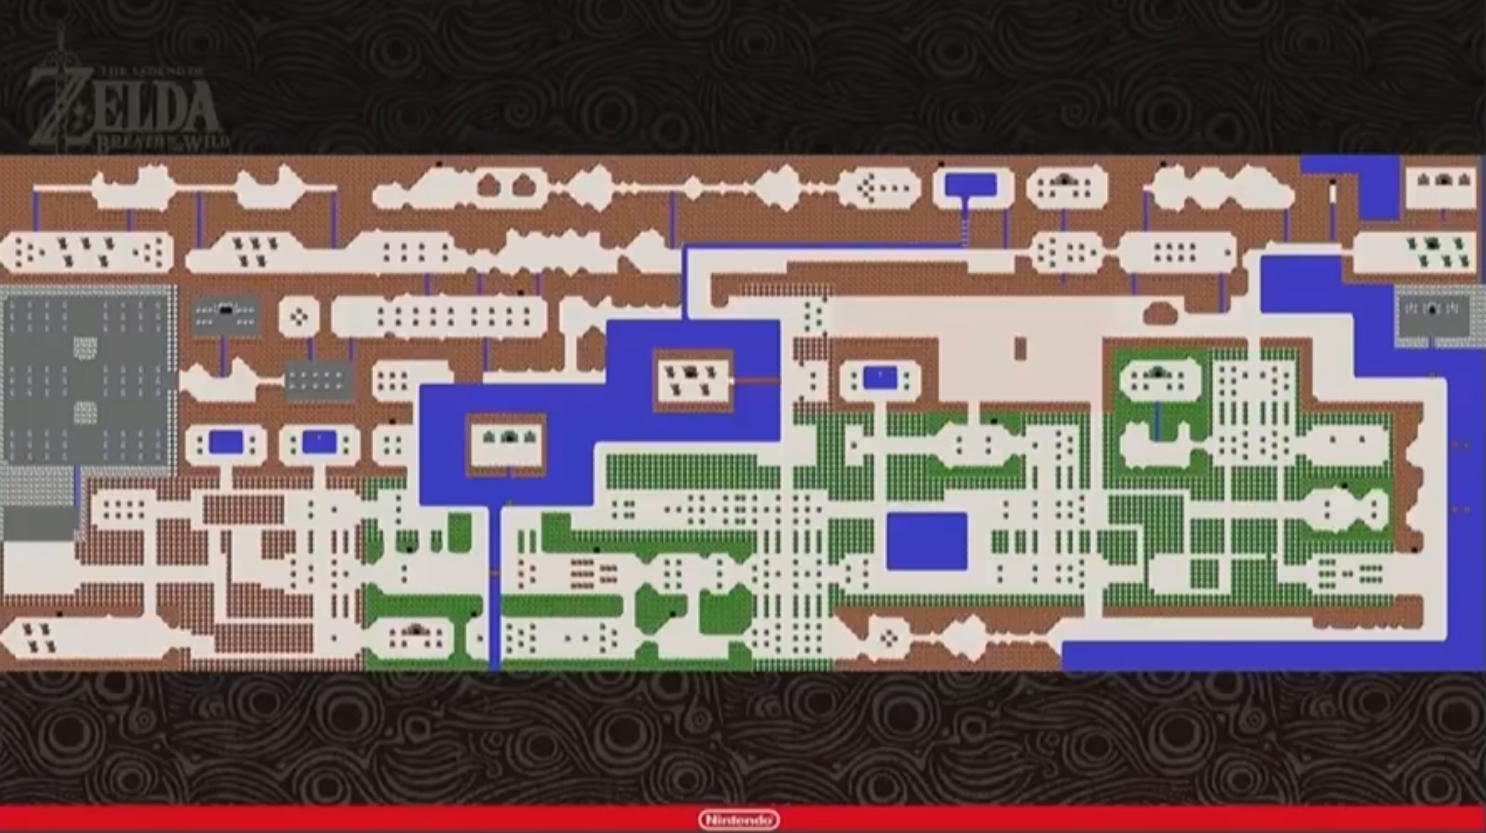 THE LEGEND OF
ZELDA
BREATH OF THE WILD
Nintendo